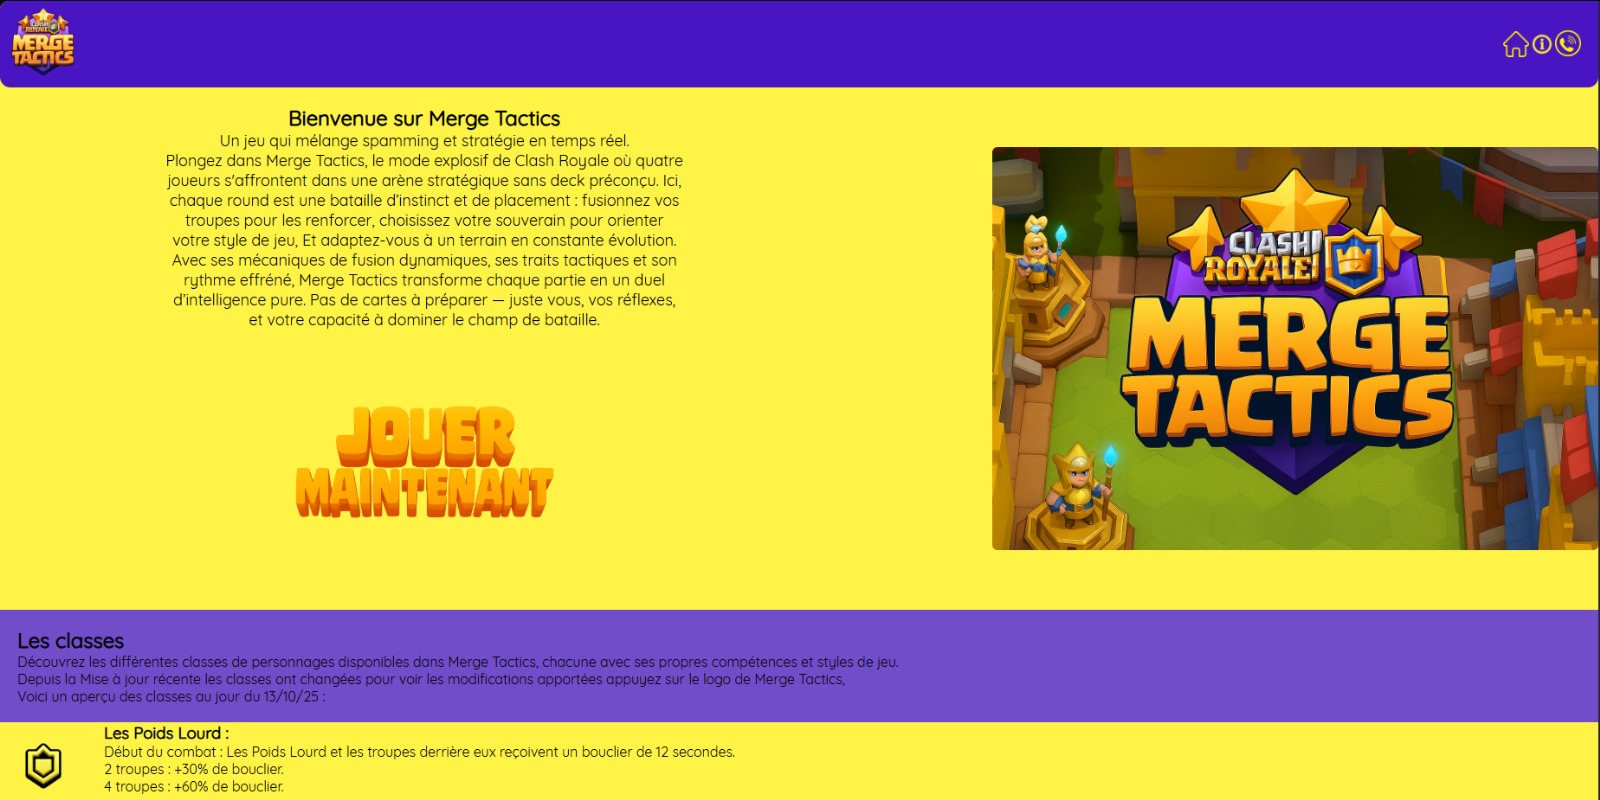 CLASH
ROYALE
MERGE
TACTICS
Bienvenue sur Merge Tactics
Un jeu qui mélange spamming et stratégie en temps réel.
Plongez dans Merge Tactics, le mode explosif de Clash Royale où quatre
joueurs s'affrontent dans une arène stratégique sans deck préconçu. Ici,
chaque round est une bataille d’instinct et de placement : fusionnez vos
troupes pour les renforcer, choisissez votre souverain pour orienter
votre style de jeu, Et adaptez-vous à un terrain en constante évolution.
Avec ses mécaniques de fusion dynamiques, ses traits tactiques et son
rythme effréné, Merge Tactics transforme chaque partie en un duel
d’intelligence pure. Pas de cartes à préparer — juste vous, vos réflexes,
et votre capacité à dominer le champ de bataille.
JOUER
MAINTENANT
CLASH
ROYALE
MERGE
TACTICS
Les classes
Découvrez les différentes classes de personnages disponibles dans Merge Tactics, chacune avec ses propres compétences et styles de jeu.
Depuis la Mise à jour récente les classes ont changées pour voir les modifications apportées appuyez sur le logo de Merge Tactics,
Voici un aperçu des classes au jour du 13/10/25 :
Les Poids Lourd :
Début du combat : Les Poids Lourd et les troupes derrière eux reçoivent un bouclier de 12 secondes.
2 troupes : +30% de bouclier.
4 troupes : +60% de bouclier.